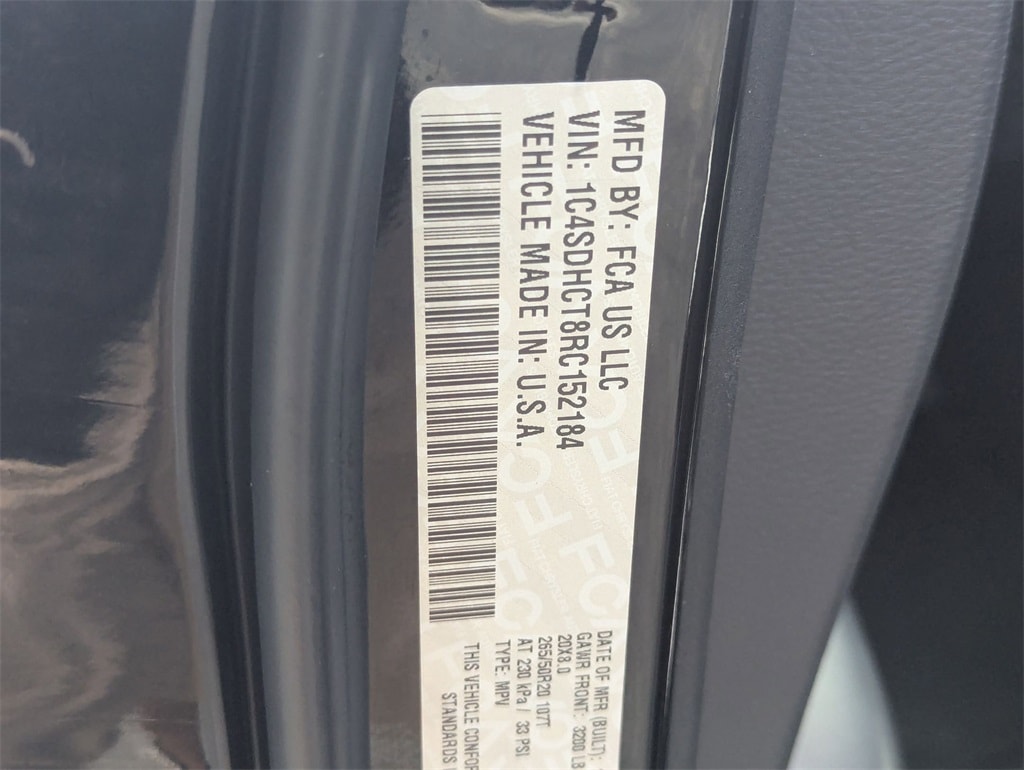 MFD BY: FCA US LLC
VIN: 1C4SDHCT8RC152184
VEHICLE MADE IN: U.S.A.
DATE OF MFR (BUILT):
GAWR FRONT: 3200 LB
20X8.0
265/50R20 107T
AT 230 kPa / 33 PSI
TYPE: MPV
THIS VEHICLE
STANDARDS